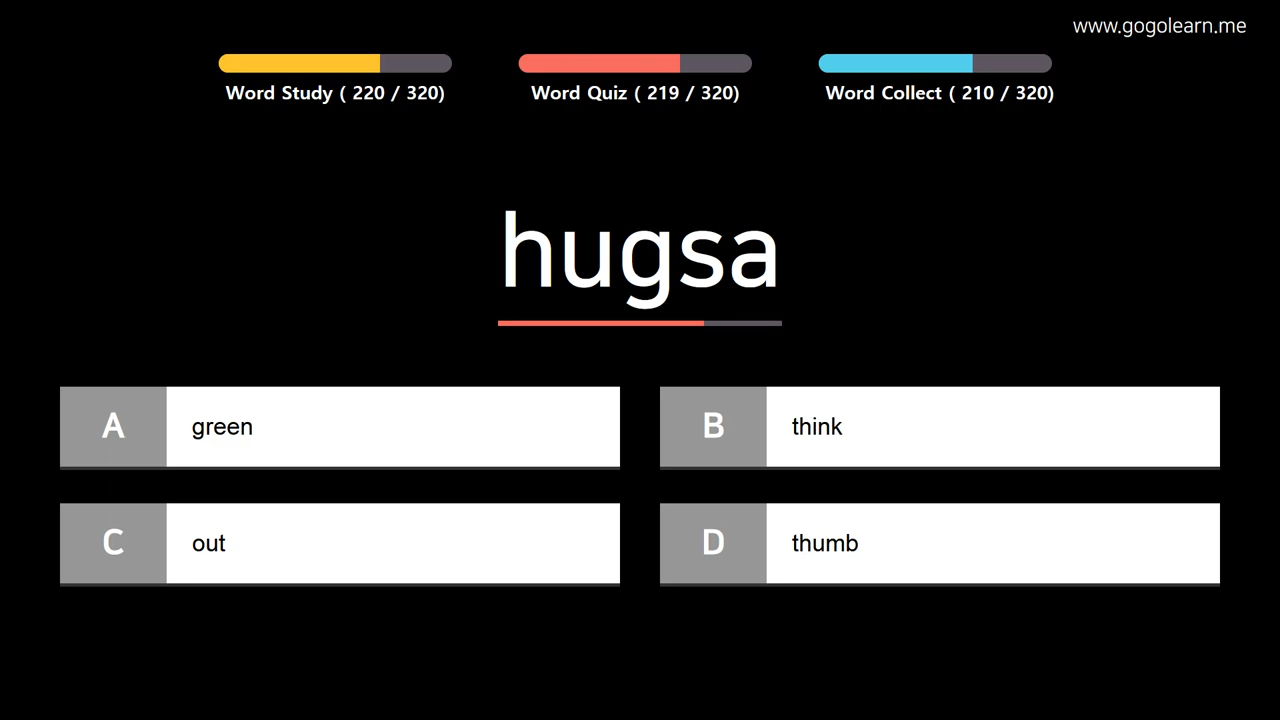 www.gogolearn.me
Word Study ( 220 / 320)
Word Quiz ( 219 / 320)
Word Collect ( 210 / 320)
hugsa
A green
B think
C out
D thumb